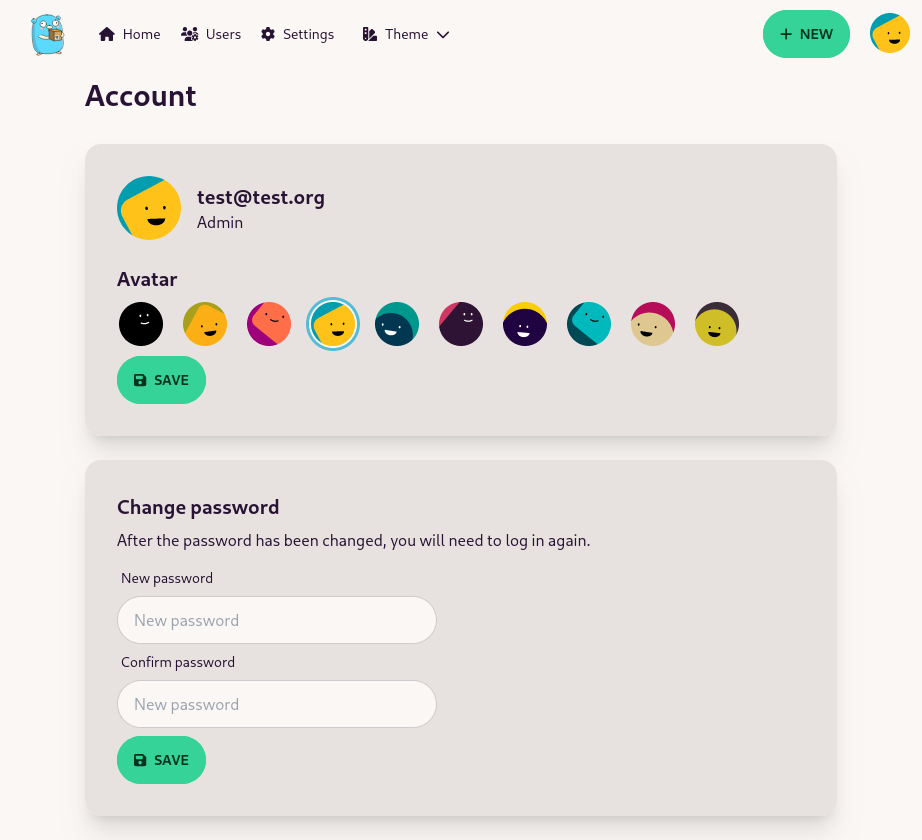 Home Users Settings Theme NEW
Account
test@test.org
Admin
Avatar
SAVE
Change password
After the password has been changed, you will need to log in again.
New password
New password
Confirm password
New password
SAVE